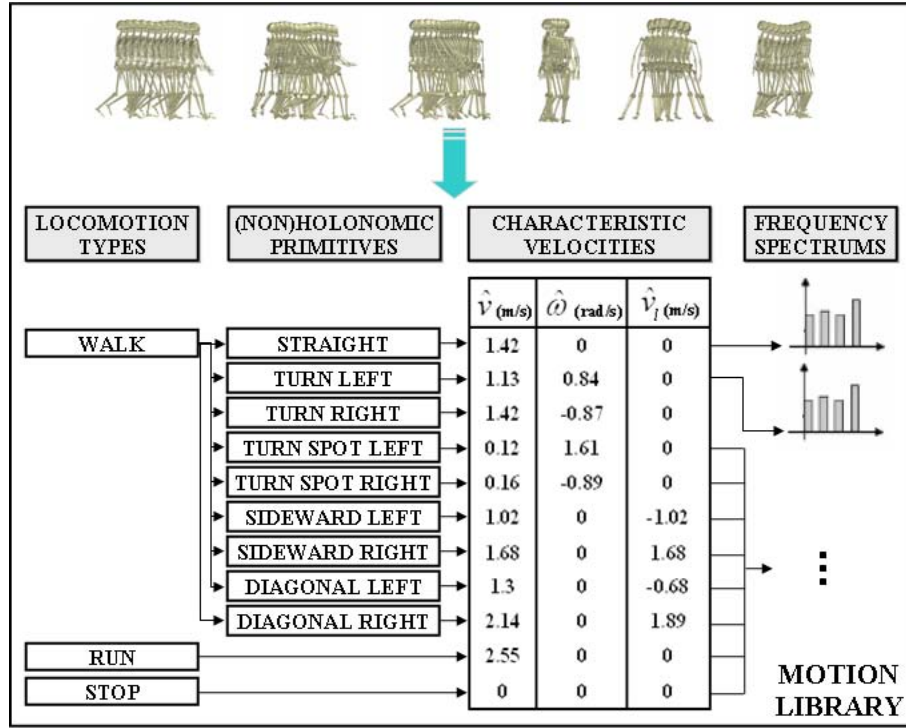 LOCOMOTION TYPES
(NON)HOLONOMIC PRIMITIVES
CHARACTERISTIC VELOCITIES
FREQUENCY SPECTRUMS
v̂ (m/s) ω̂ (rad/s) v̂l (m/s)
WALK STRAIGHT 1.42 0 0
TURN LEFT 1.13 0.84 0
TURN RIGHT 1.42 -0.87 0
TURN SPOT LEFT 0.12 1.61 0
TURN SPOT RIGHT 0.16 -0.89 0
SIDEWARD LEFT 1.02 0 -1.02
SIDEWARD RIGHT 1.68 0 1.68
DIAGONAL LEFT 1.3 0 -0.68
DIAGONAL RIGHT 2.14 0 1.89
RUN 2.55 0 0
STOP 0 0 0
MOTION
LIBRARY